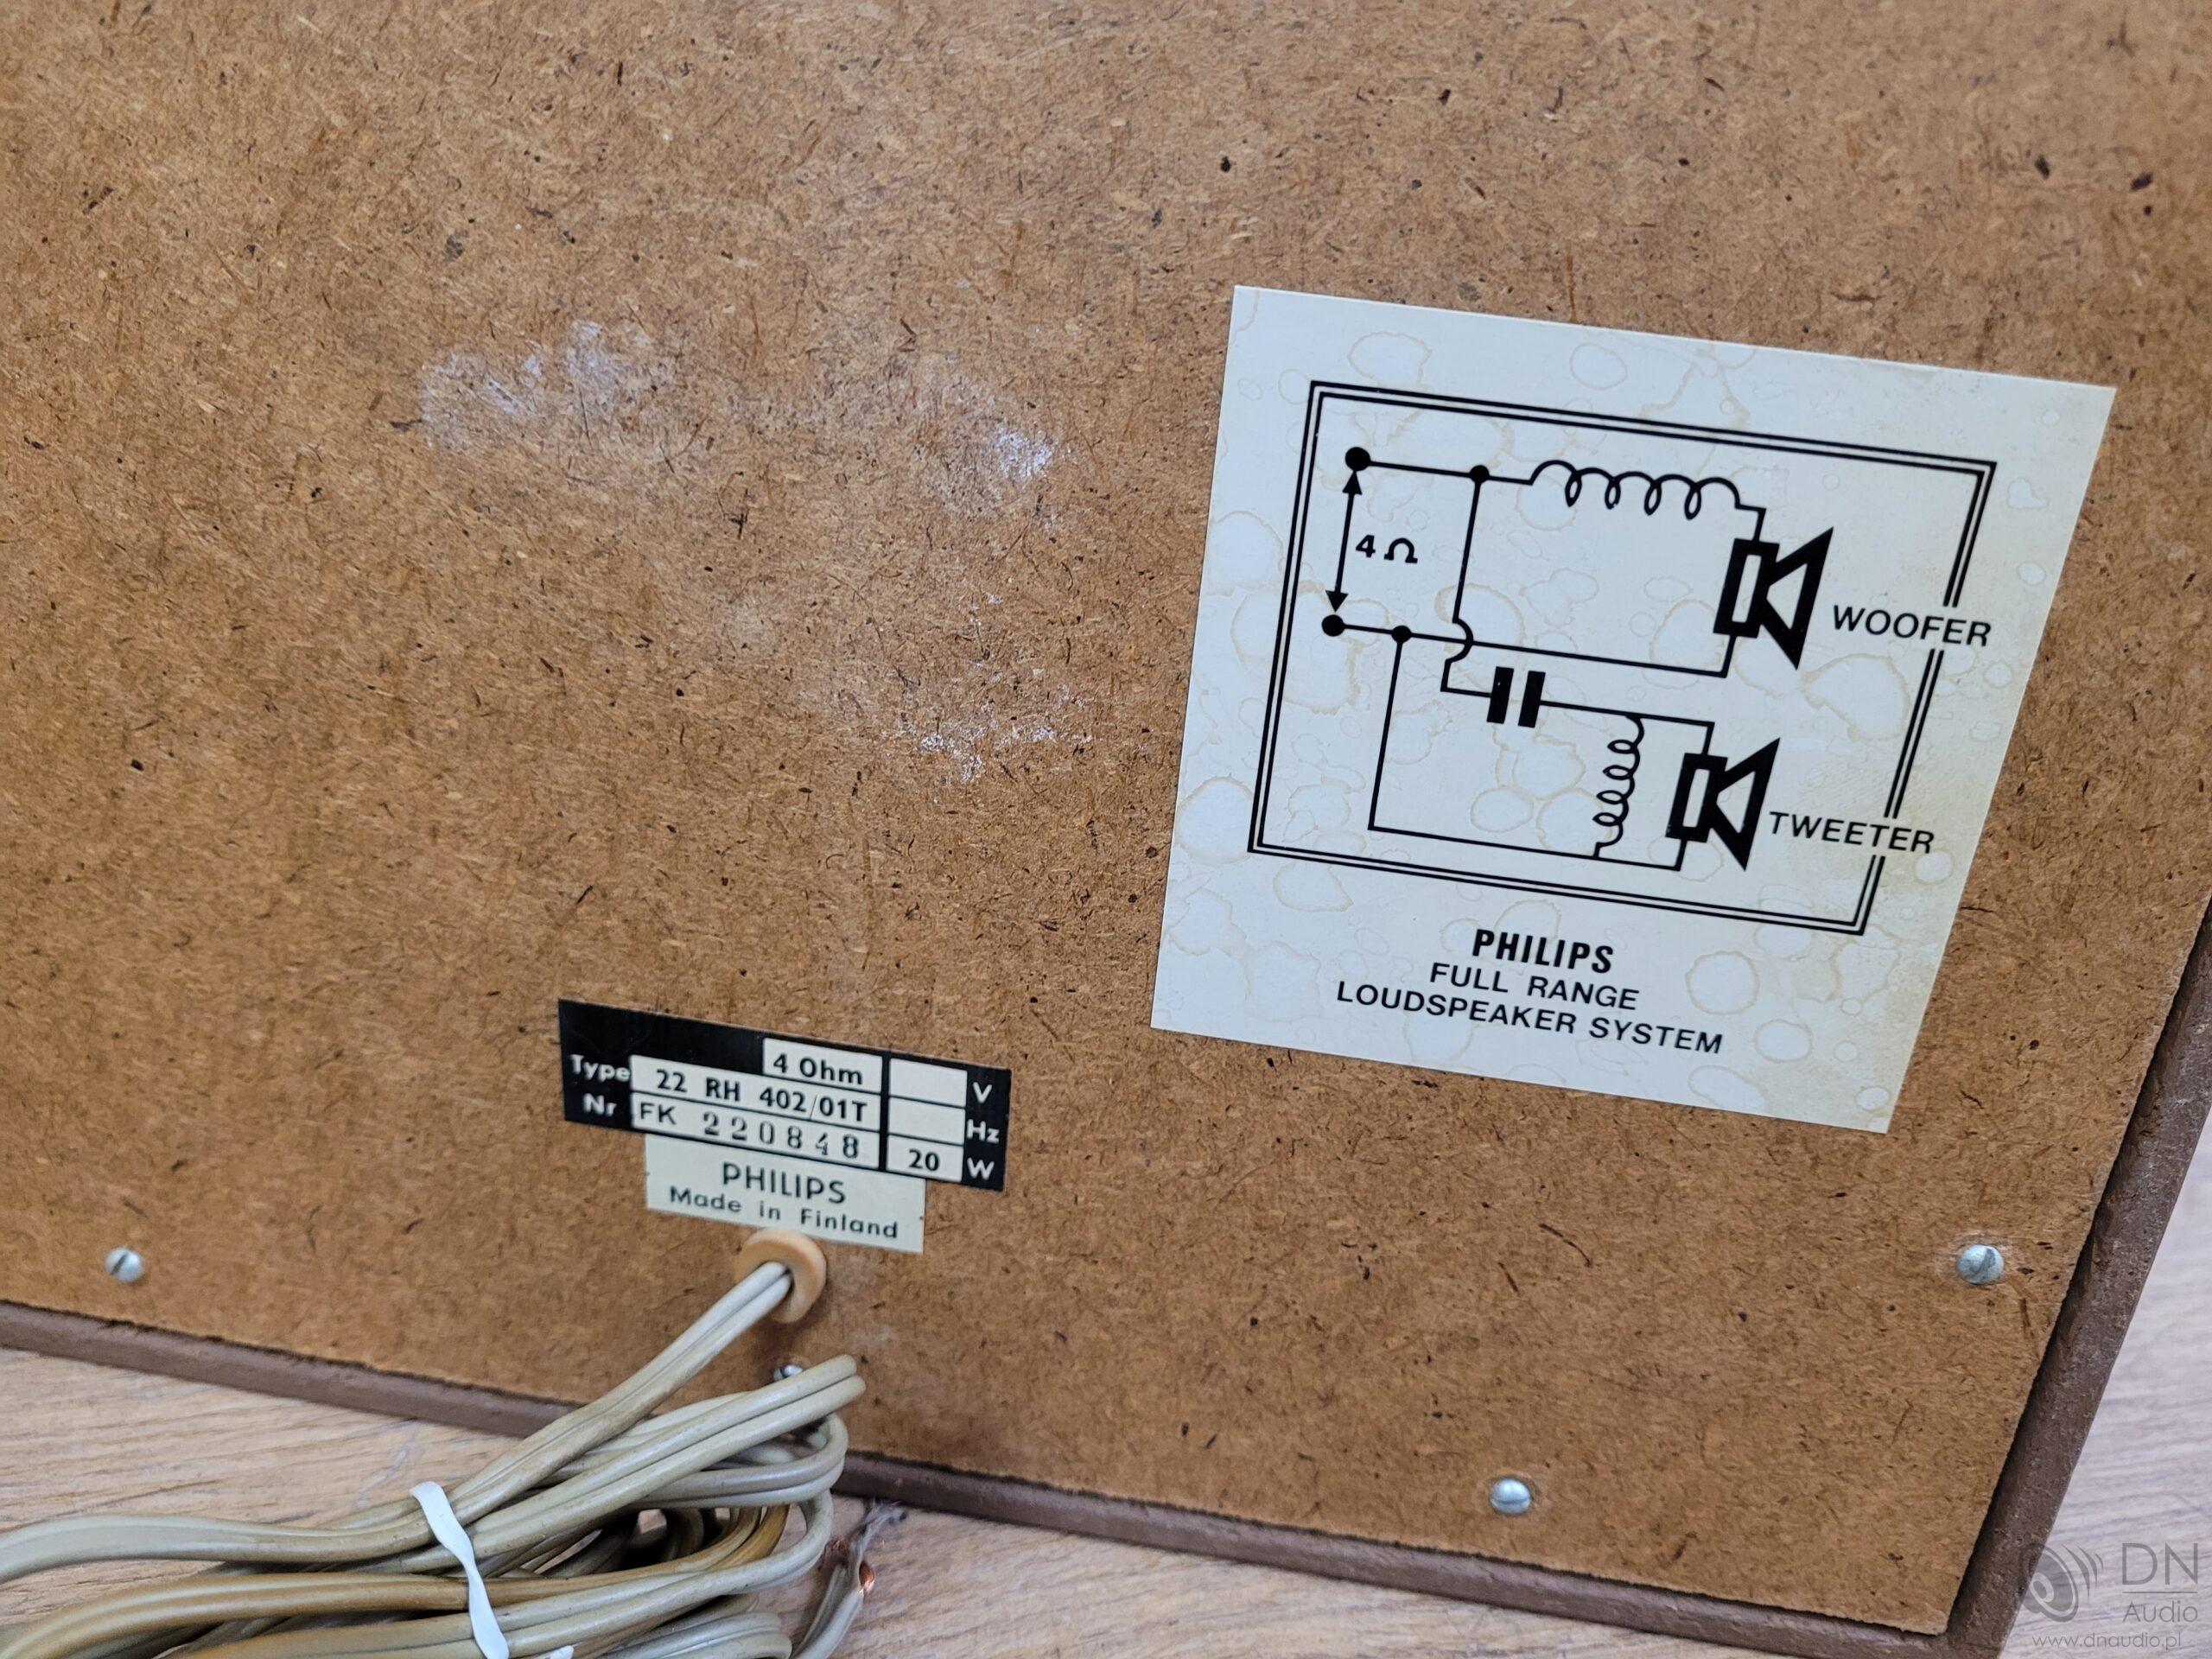 4 Ω
WOOFER
TWEETER
PHILIPS
FULL RANGE
LOUDSPEAKER SYSTEM
4 Ohm V
Type 22 RH 402/01T Hz
Nr FK 220848 20 W
PHILIPS
Made in Finland
DN
Audio
www.dnaudio.pl